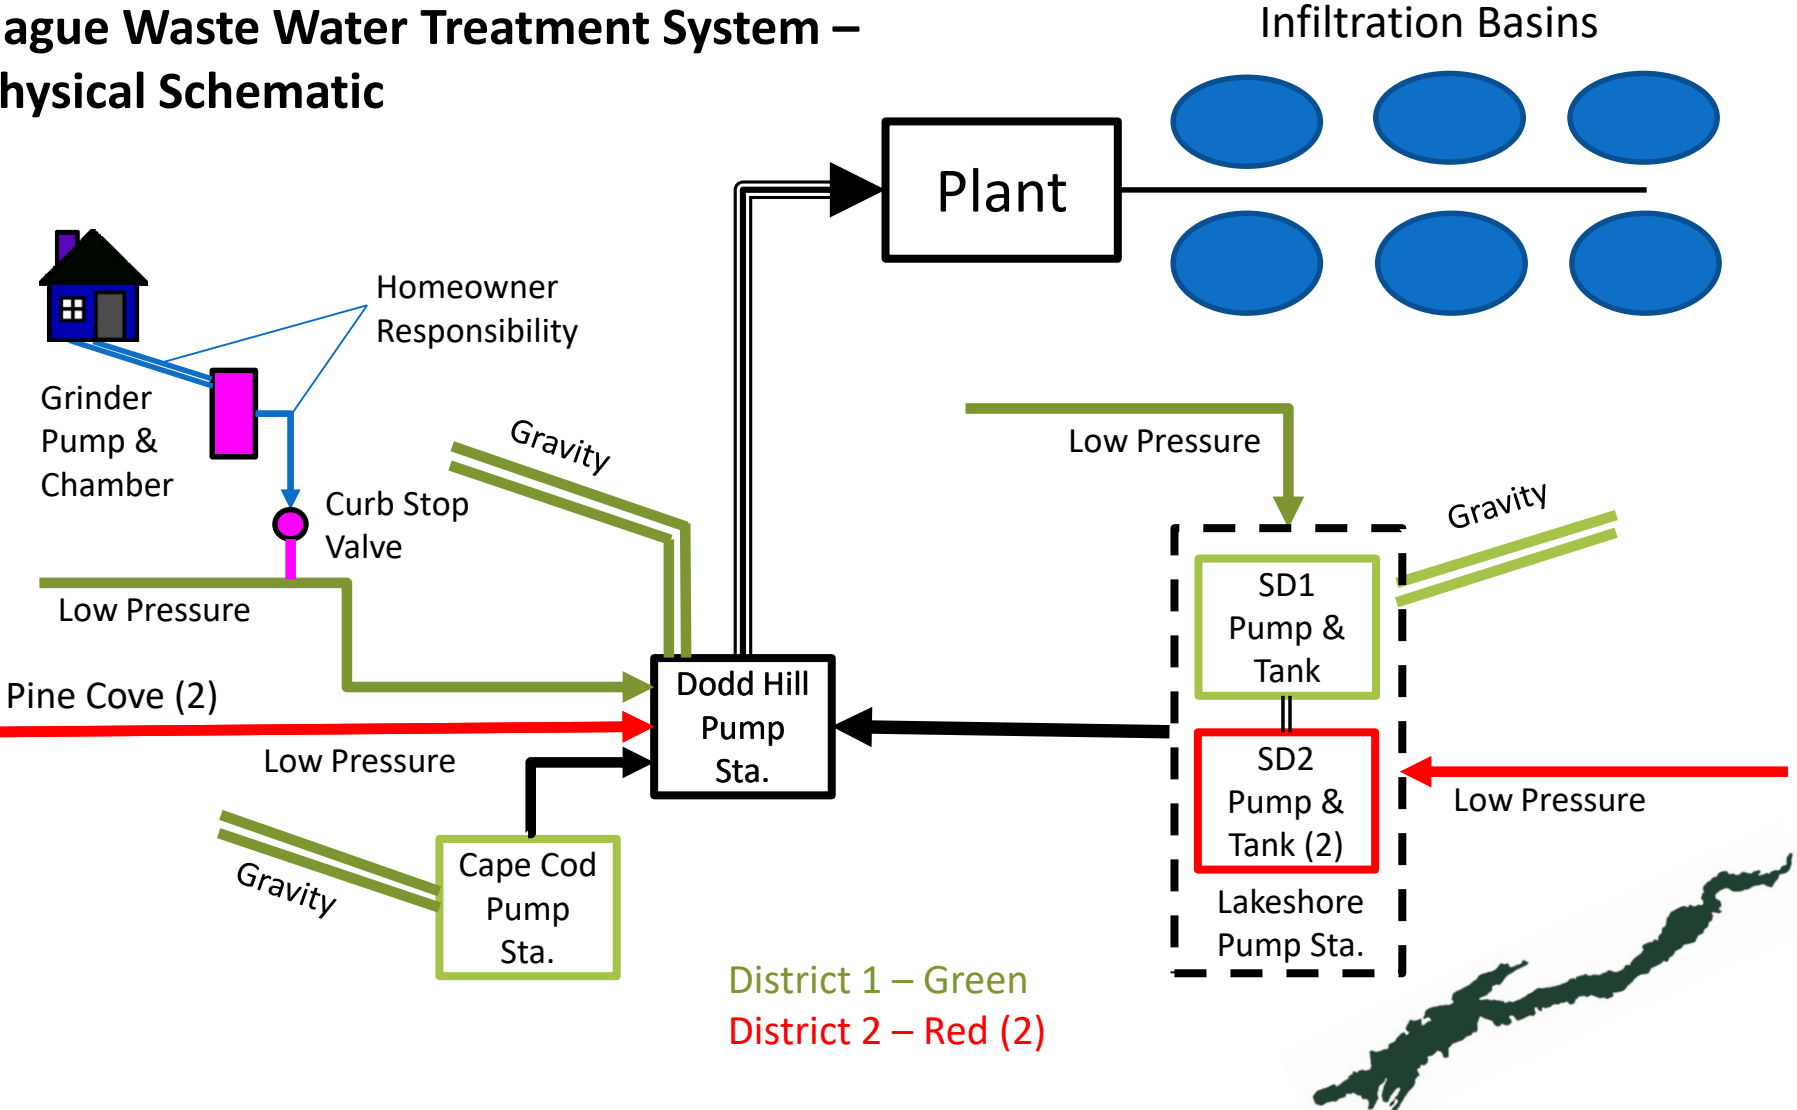 ague Waste Water Treatment System –
hysical Schematic
Infiltration Basins
Plant
Homeowner
Responsibility
Grinder
Pump &
Chamber
Gravity
Curb Stop
Valve
Low Pressure
Low Pressure
Gravity
SD1
Pump &
Tank
Pine Cove (2)
Low Pressure
Dodd Hill
Pump
Sta.
SD2
Pump &
Tank (2)
Low Pressure
Gravity
Cape Cod
Pump
Sta.
Lakeshore
Pump Sta.
District 1 – Green
District 2 – Red (2)